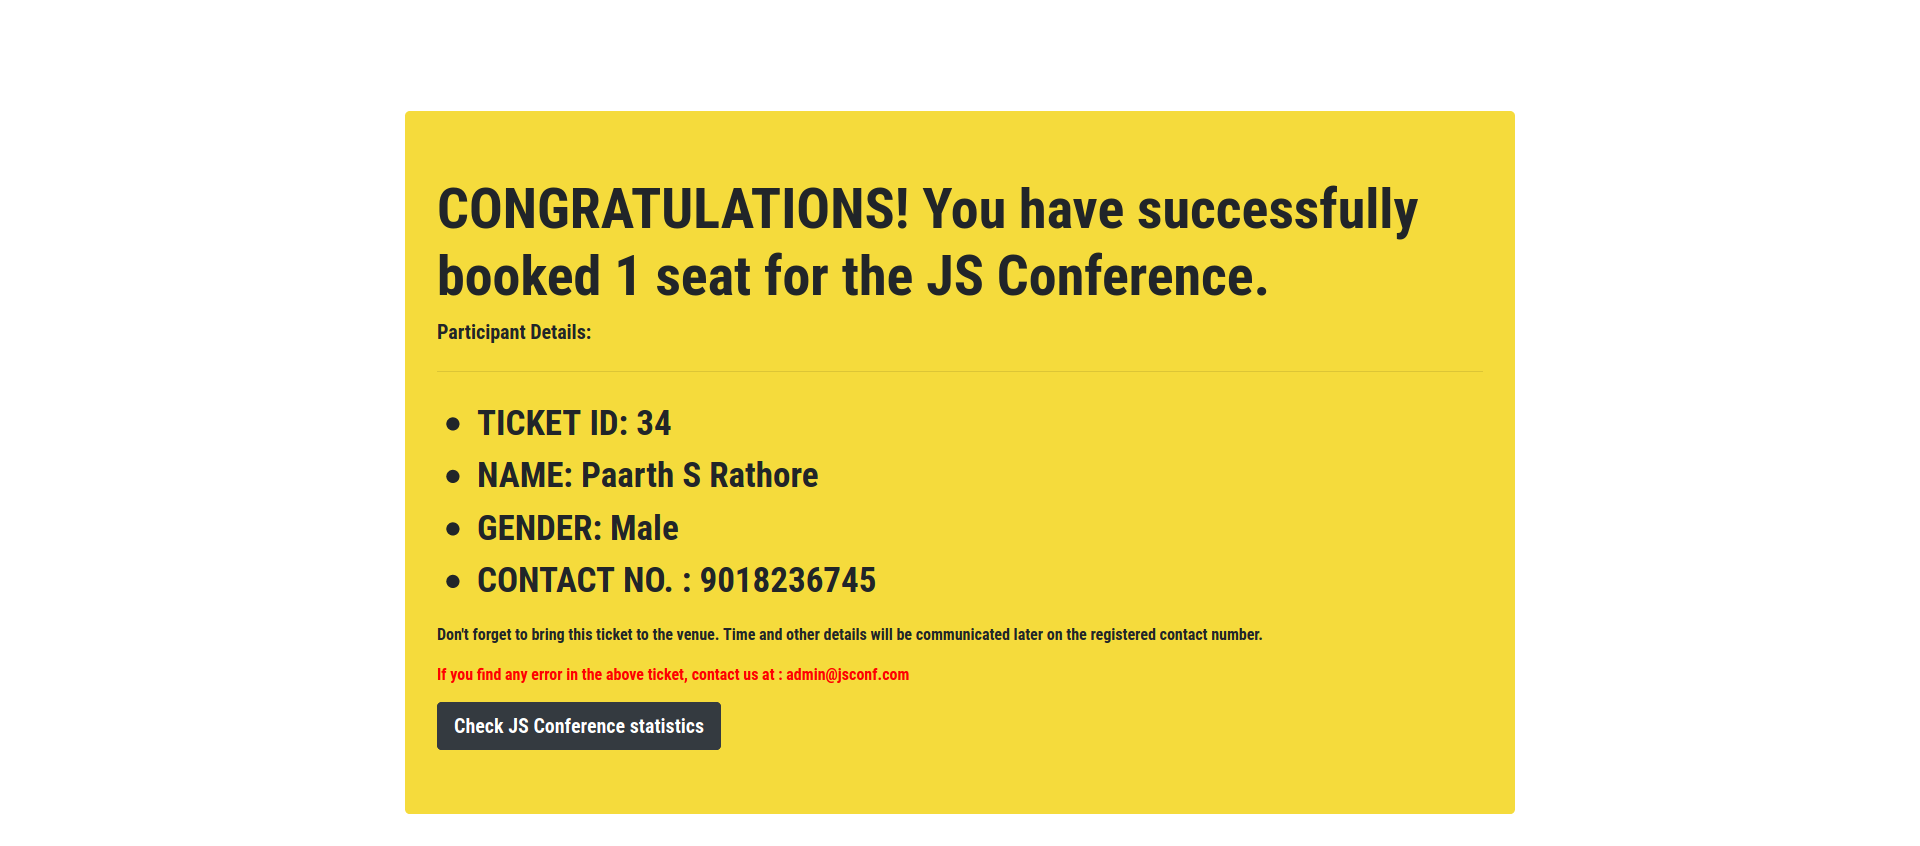 CONGRATULATIONS! You have successfully
booked 1 seat for the JS Conference.
Participant Details:
TICKET ID: 34
NAME: Paarth S Rathore
GENDER: Male
CONTACT NO. : 9018236745
Don't forget to bring this ticket to the venue. Time and other details will be communicated later on the registered contact number.
If you find any error in the above ticket, contact us at : admin@jsconf.com
Check JS Conference statistics